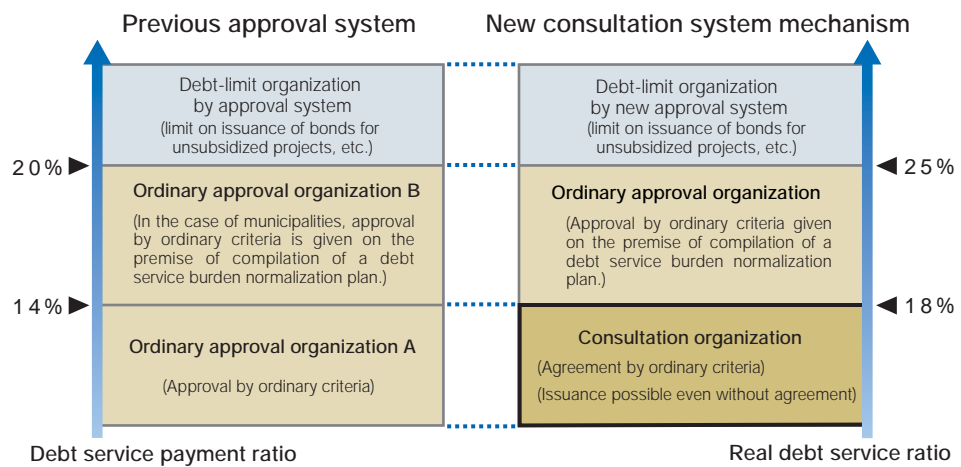 Previous approval system
New consultation system mechanism
Debt-limit organization
by approval system
(limit on issuance of bonds for
unsubsidized projects, etc.)
Debt-limit organization
by new approval system
(limit on issuance of bonds for
unsubsidized projects, etc.)
20%
25%
Ordinary approval organization B
(In the case of municipalities, approval
by ordinary criteria is given on the
premise of compilation of a debt
service burden normalization plan.)
Ordinary approval organization
(Approval by ordinary criteria given
on the premise of compilation of a
debt service burden normalization
plan.)
14%
18%
Ordinary approval organization A
(Approval by ordinary criteria)
Consultation organization
(Agreement by ordinary criteria)
(Issuance possible even without agreement)
Debt service payment ratio
Real debt service ratio